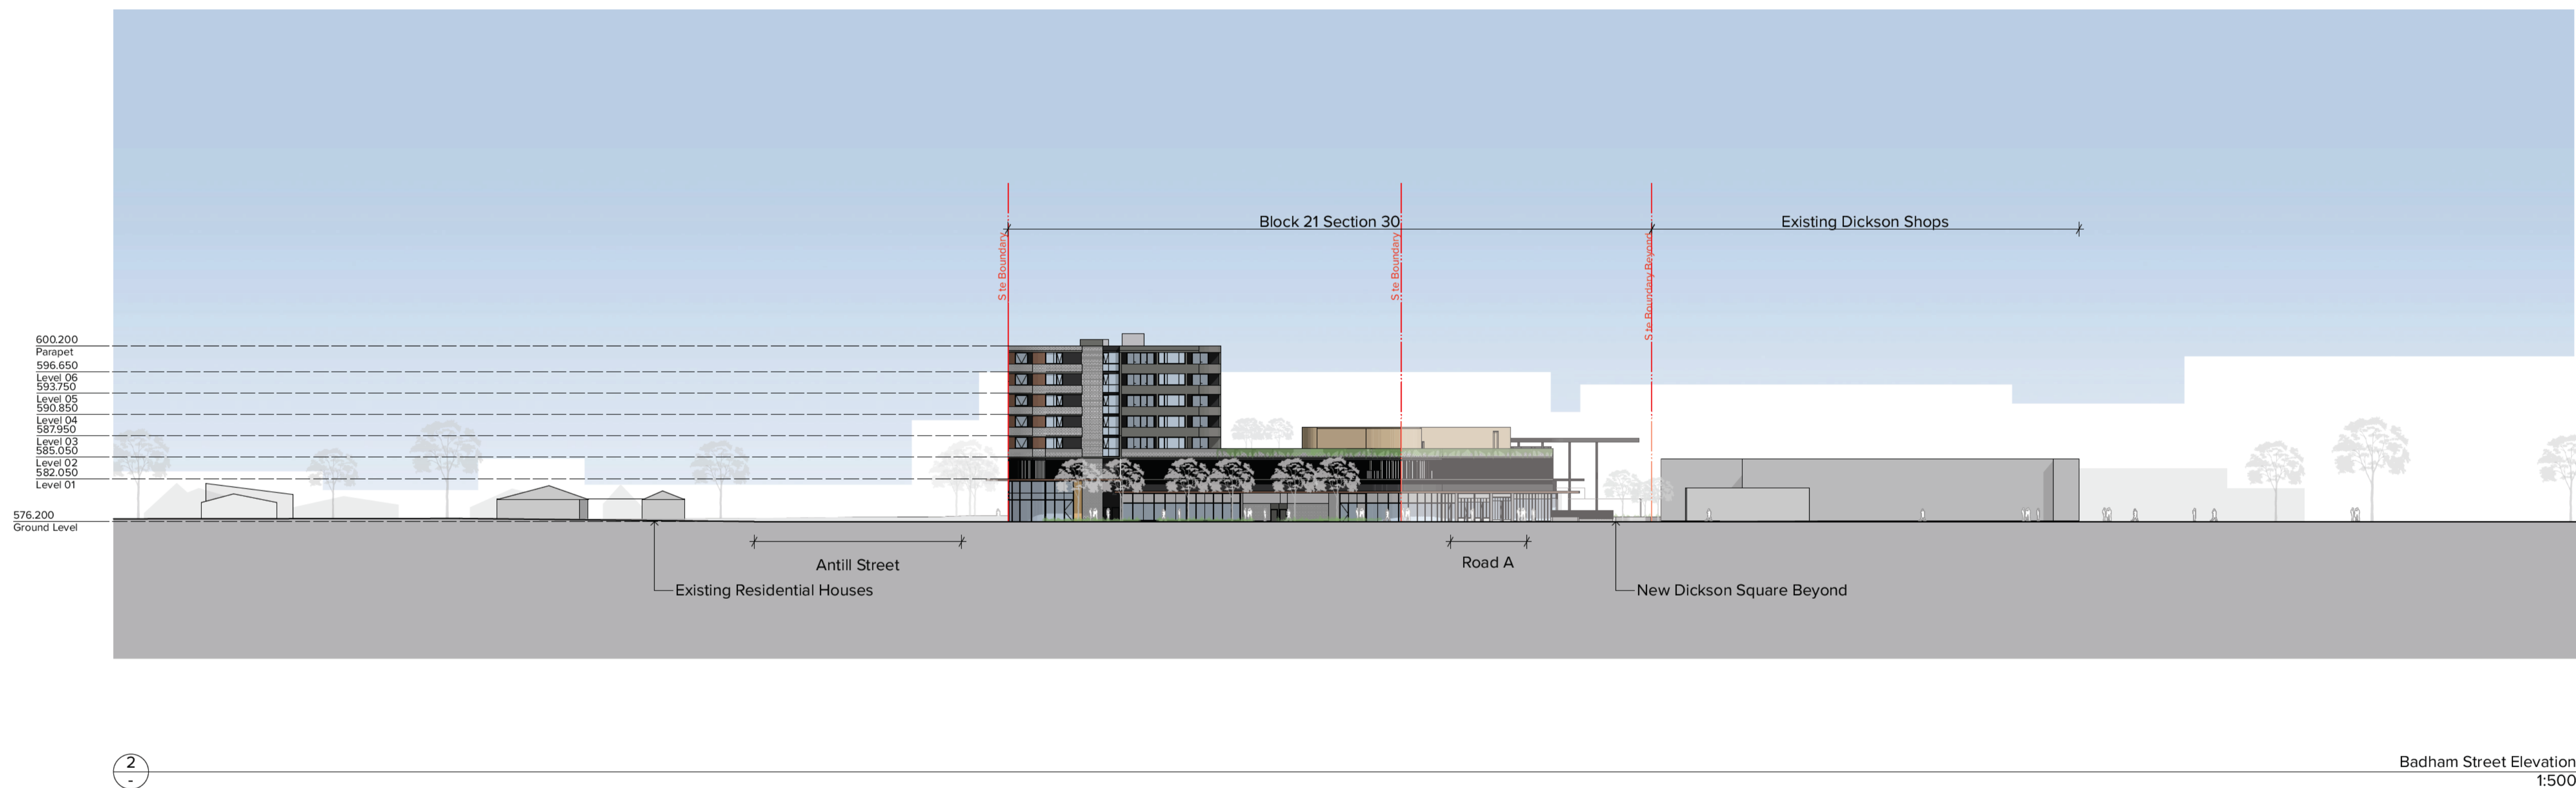 Block 21 Section 30
Existing Dickson Shops
S te Boundary
S te Boundary
S te Boundary Beyond
600.200
Parapet
596.650
Level 06
593.750
Level 05
590.850
Level 04
587.950
Level 03
585.050
Level 02
582.050
Level 01
576.200
Ground Level
Antill Street
Road A
Existing Residential Houses
New Dickson Square Beyond
2
-
Badham Street Elevation
1:500